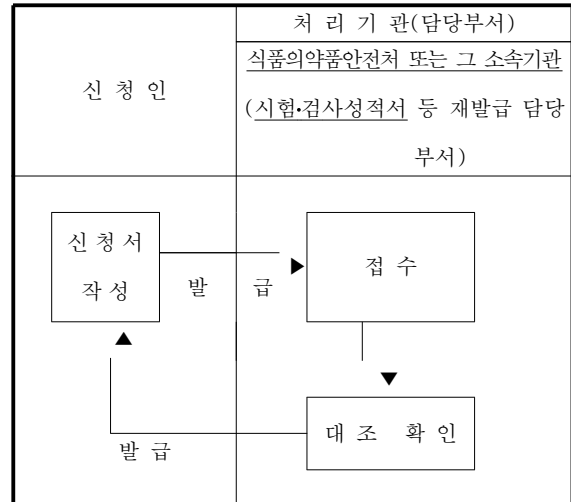 처 리 기 관(담당부서)
신 청 인
식품의약품안전처 또는 그 소속기관
(시험·검사성적서 등 재발급 담당
부서)
신 청 서
작 성
발 급
접 수
대 조 확 인
발 급